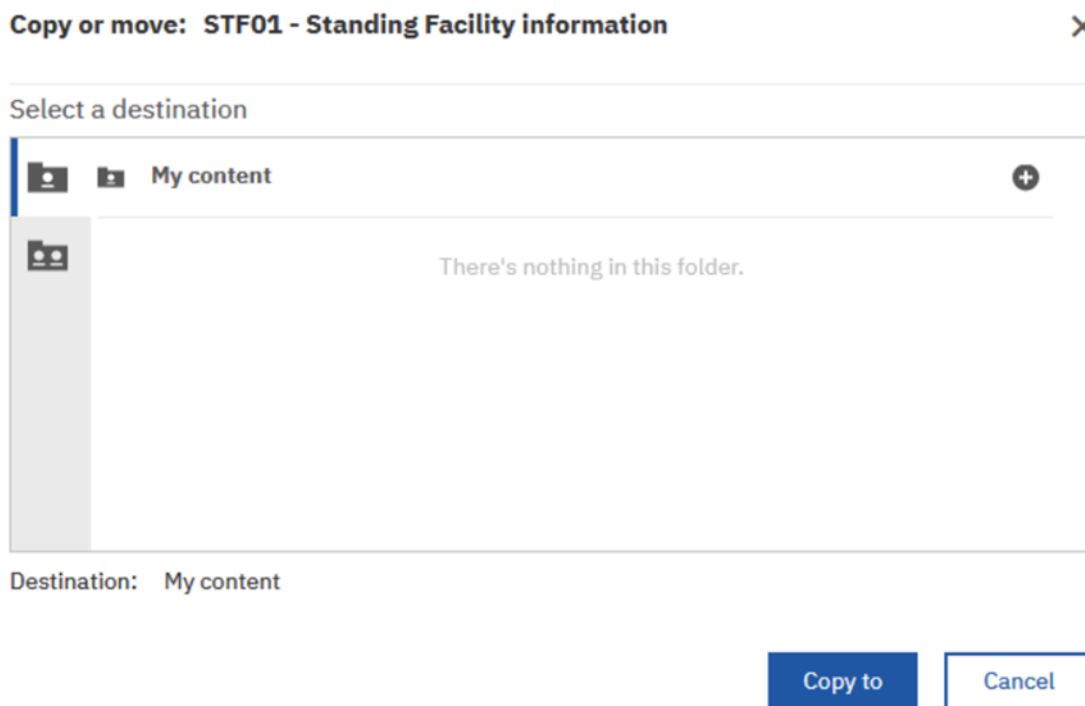 Copy or move: STF01 - Standing Facility information
Select a destination
My content
There's nothing in this folder.
Destination: My content
Copy to Cancel